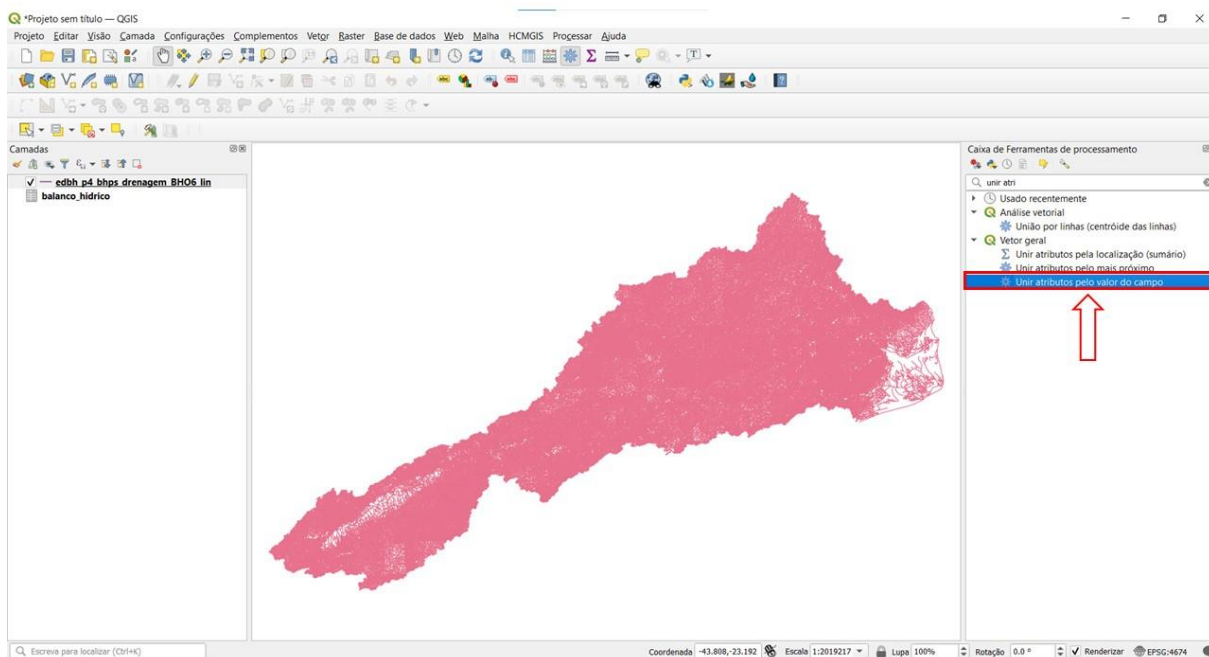 *Projeto sem título — QGIS
Projeto Editar Visão Camada Configurações Complementos Vetor Raster Base de dados Web Malha HCMGIS Processar Ajuda
Camadas
edbh_p4_bhps_drenagem_BHO6_lin
balanco_hidrico
Caixa de Ferramentas de processamento
unir atri
Usado recentemente
Análise vetorial
União por linhas (centróide das linhas)
Vetor geral
Unir atributos pela localização (sumário)
Unir atributos pelo mais próximo
Unir atributos pelo valor do campo
Escreva para localizar (Ctrl+K)
Coordenada -43.808,-23.192 Escala 1:2019217 Lupa 100% Rotação 0.0 ° Renderizar EPSG:4674